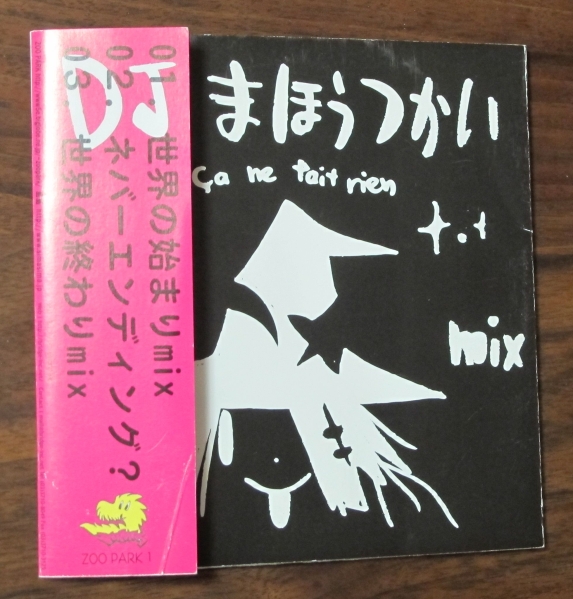 DJ まほうつかい
ça ne fait rien
mix
01. 世界の始まりmix
02. ネバーエンディング?
03. 世界の終わりmix
ZOO PARK 1